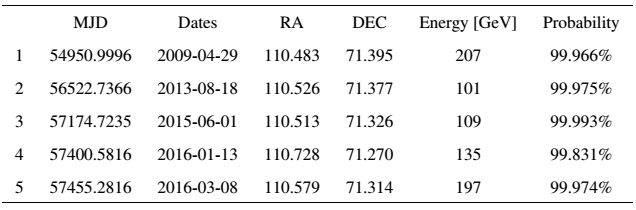 MJD Dates RA DEC Energy [GeV] Probability
1 54950.9996 2009-04-29 110.483 71.395 207 99.966%
2 56522.7366 2013-08-18 110.526 71.377 101 99.975%
3 57174.7235 2015-06-01 110.513 71.326 109 99.993%
4 57400.5816 2016-01-13 110.728 71.270 135 99.831%
5 57455.2816 2016-03-08 110.579 71.314 197 99.974%